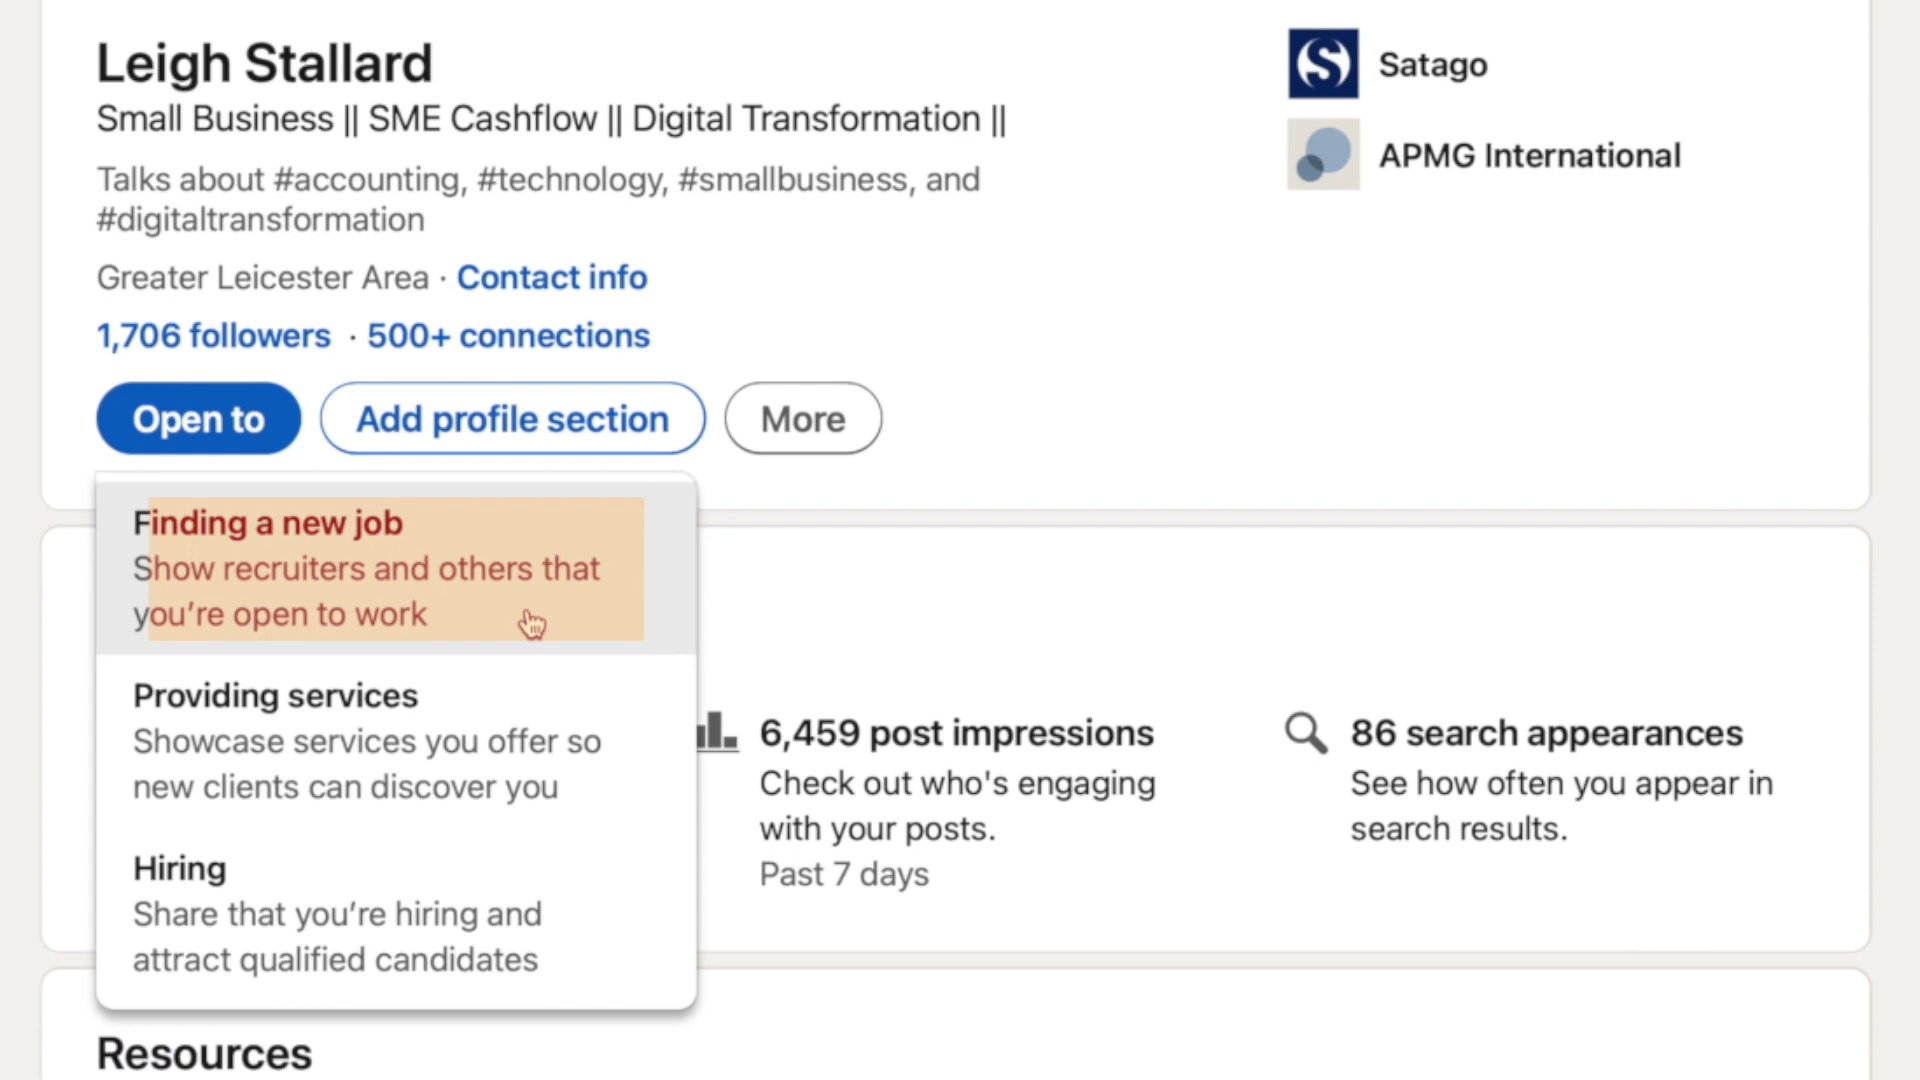 Leigh Stallard
Small Business || SME Cashflow || Digital Transformation ||
Talks about #accounting, #technology, #smallbusiness, and
#digitaltransformation
Greater Leicester Area · Contact info
1,706 followers · 500+ connections
Satago
APMG International
Open to
Add profile section
More
Finding a new job
Show recruiters and others that
you’re open to work
Providing services
Showcase services you offer so
new clients can discover you
Hiring
Share that you’re hiring and
attract qualified candidates
6,459 post impressions
Check out who's engaging
with your posts.
Past 7 days
86 search appearances
See how often you appear in
search results.
Resources